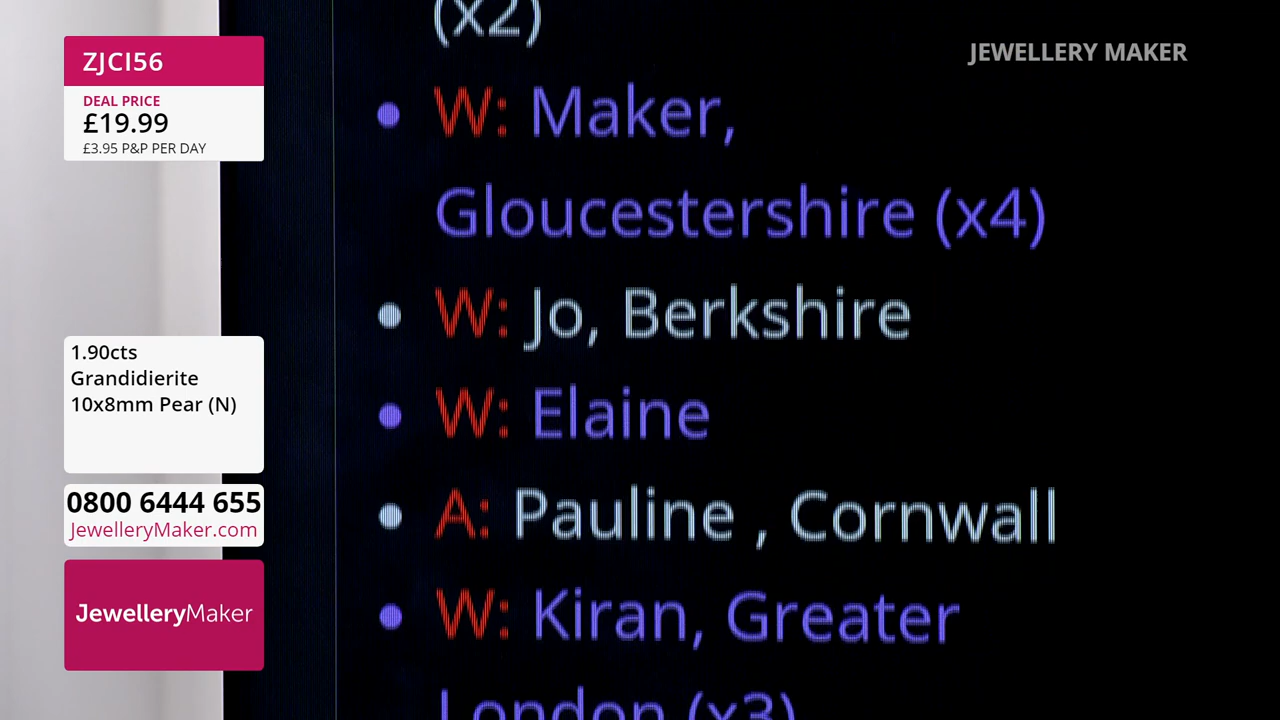 ZJCI56
DEAL PRICE
£19.99
£3.95 P&P PER DAY
1.90cts
Grandidierite
10x8mm Pear (N)
0800 6444 655
JewelleryMaker.com
JewelleryMaker
JEWELLERY MAKER
(x2)
• W: Maker,
Gloucestershire (x4)
• W: Jo, Berkshire
• W: Elaine
• A: Pauline , Cornwall
• W: Kiran, Greater
London (x3)